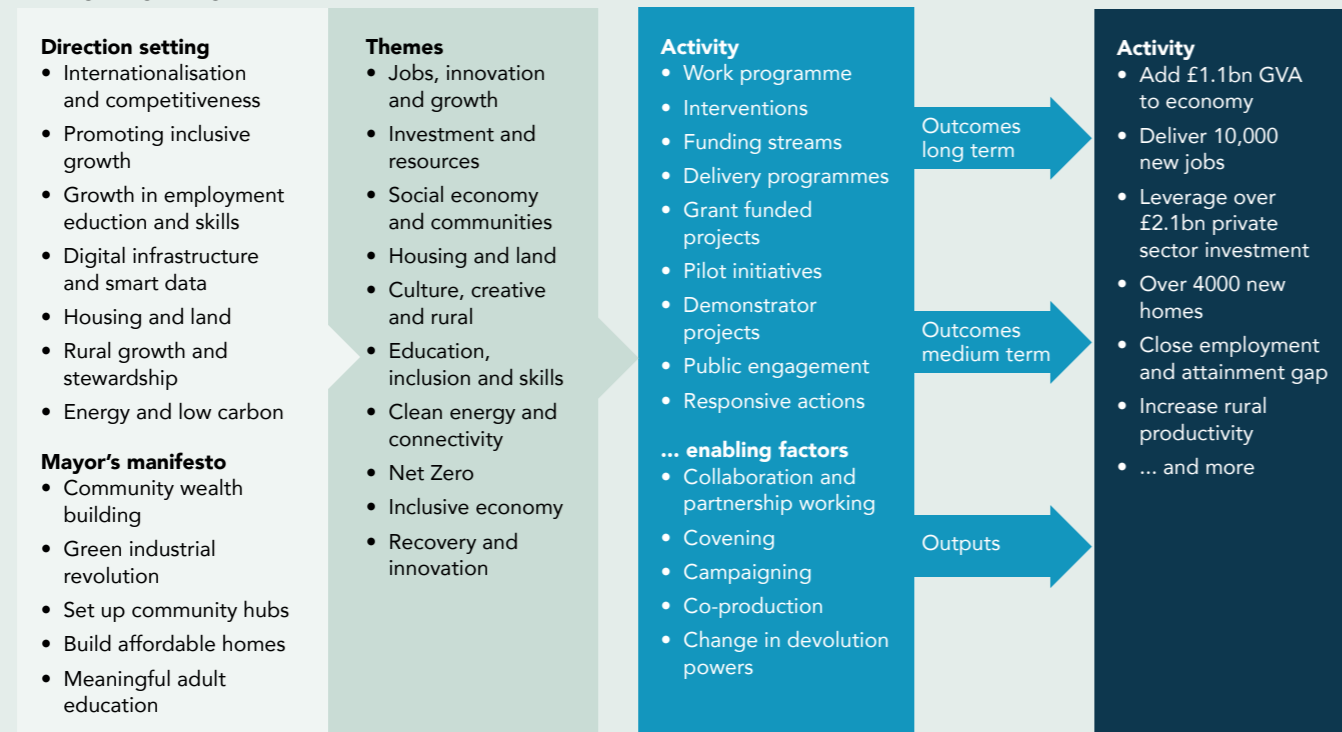 Direction setting
• Internationalisation
and competitiveness
• Promoting inclusive
growth
• Growth in employment
eduction and skills
• Digital infrastructure
and smart data
• Housing and land
• Rural growth and
stewardship
• Energy and low carbon
Mayor's manifesto
• Community wealth
building
• Green industrial
revolution
• Set up community hubs
• Build affordable homes
• Meaningful adult
education
Themes
• Jobs, innovation
and growth
• Investment and
resources
• Social economy
and communities
• Housing and land
• Culture, creative
and rural
• Education,
inclusion and skills
• Clean energy and
connectivity
• Net Zero
• Inclusive economy
• Recovery and
innovation
Activity
• Work programme
• Interventions
• Funding streams
• Delivery programmes
• Grant funded
projects
• Pilot initiatives
• Demonstrator
projects
• Public engagement
• Responsive actions
... enabling factors
• Collaboration and
partnership working
• Covening
• Campaigning
• Co-production
• Change in devolution
powers
Outcomes
long term
Outcomes
medium term
Outputs
Activity
• Add £1.1bn GVA
to economy
• Deliver 10,000
new jobs
• Leverage over
£2.1bn private
sector investment
• Over 4000 new
homes
• Close employment
and attainment gap
• Increase rural
productivity
• ... and more